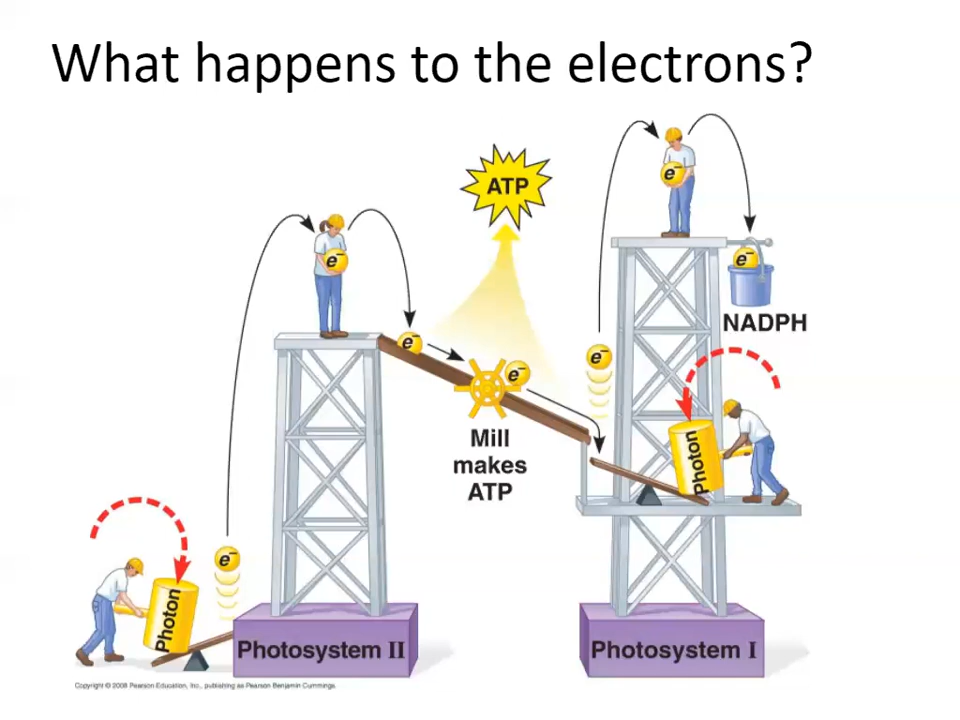 What happens to the electrons?
ATP
e⁻
e⁻
e⁻
NADPH
e⁻
e⁻
e⁻
Mill
makes
ATP
Photon
e⁻
Photon
Photosystem II
Photosystem I
Copyright © 2008 Pearson Education, Inc., publishing as Pearson Benjamin Cummings.